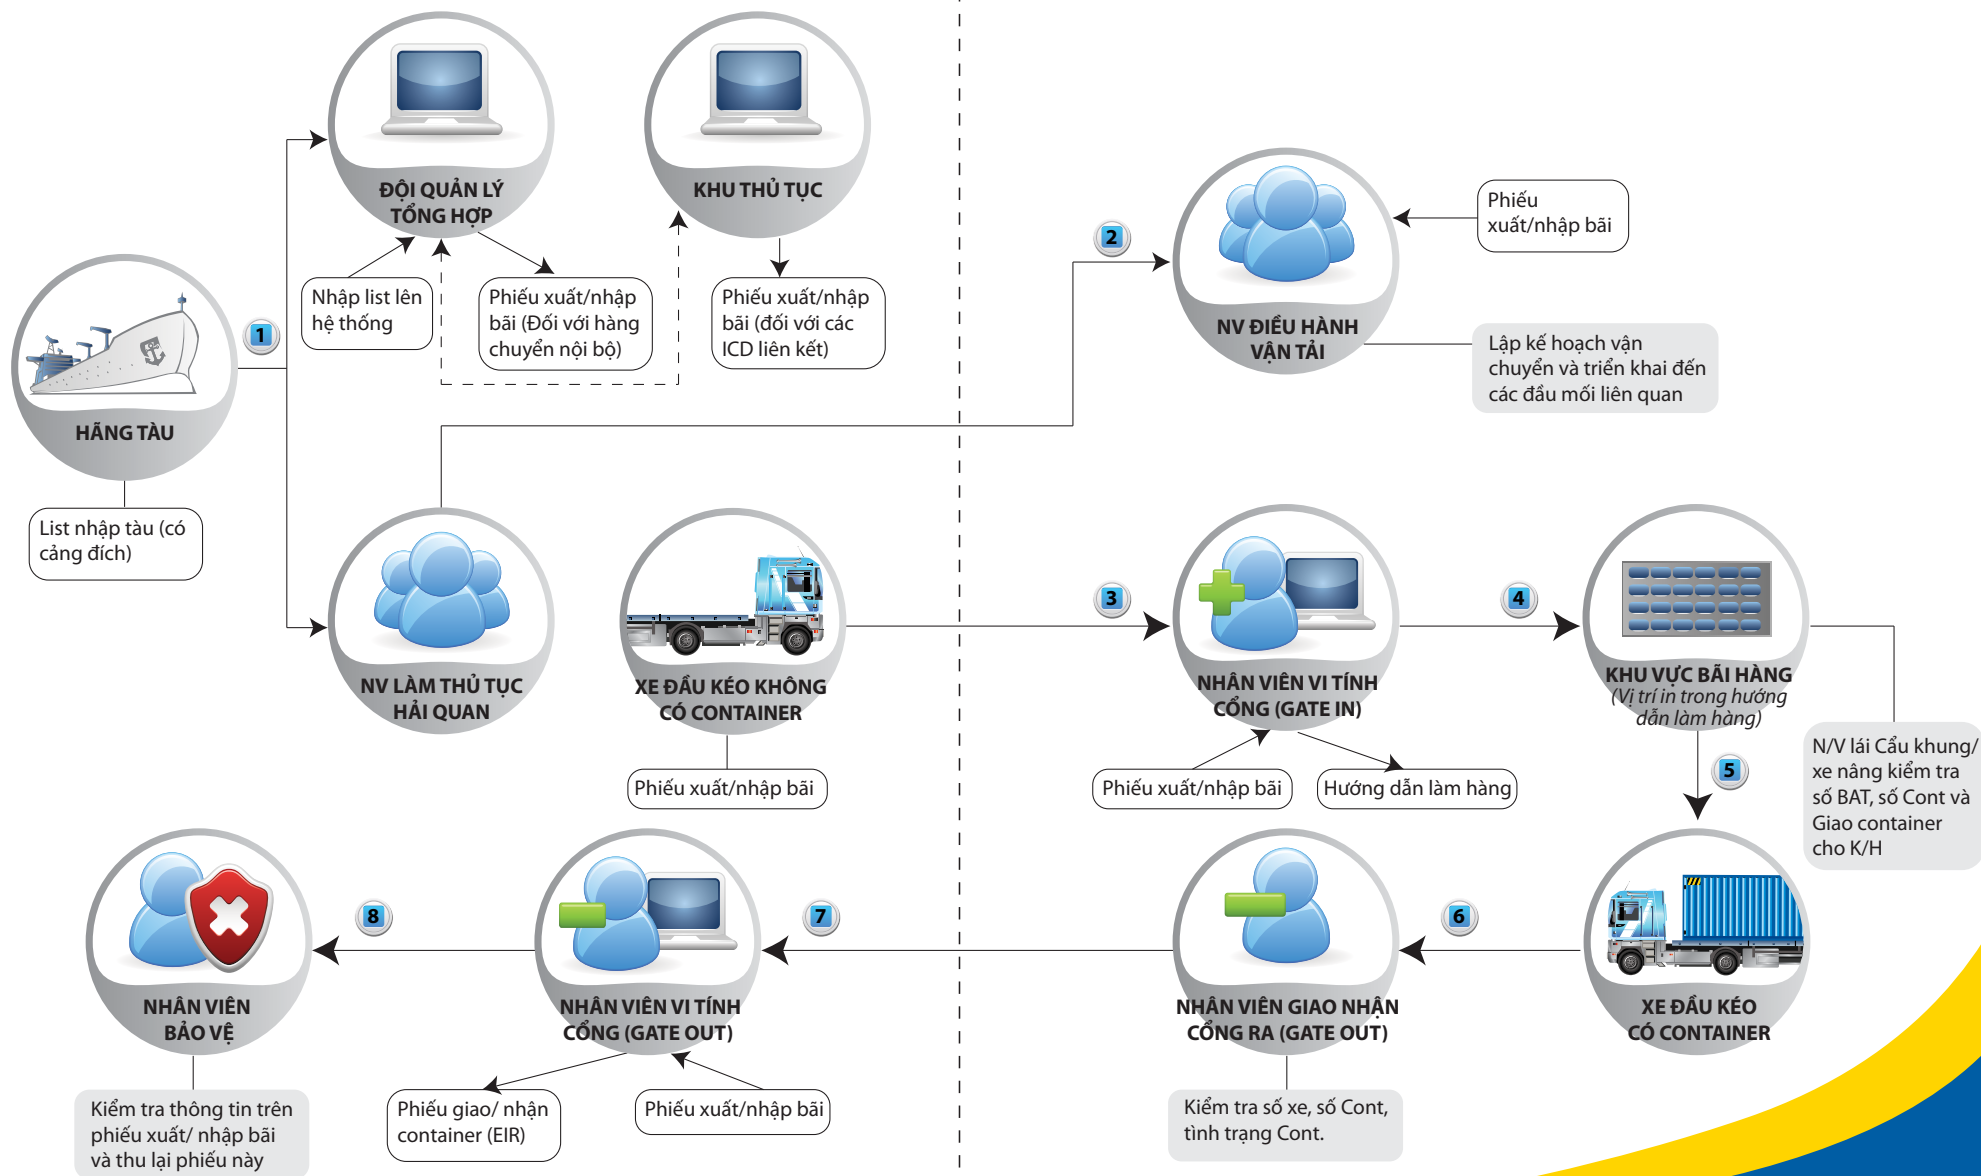 ĐỘI QUẢN LÝ
TỔNG HỢP
KHU THỦ TỤC
Nhập list lên
hệ thống
Phiếu xuất/nhập
bãi (Đối với hàng
chuyển nội bộ)
Phiếu xuất/nhập
bãi (đối với các
ICD liên kết)
1
HÃNG TÀU
List nhập tàu (có
cảng đích)
2
NV ĐIỀU HÀNH
VẬN TẢI
Phiếu
xuất/nhập bãi
Lập kế hoạch vận
chuyển và triển khai đến
các đầu mối liên quan
NV LÀM THỦ TỤC
HẢI QUAN
XE ĐẦU KÉO KHÔNG
CÓ CONTAINER
Phiếu xuất/nhập bãi
3
NHÂN VIÊN VI TÍNH
CỔNG (GATE IN)
Phiếu xuất/nhập bãi
Hướng dẫn làm hàng
4
KHU VỰC BÃI HÀNG
(Vị trí in trong hướng
dẫn làm hàng)
N/V lái Cẩu khung/
xe nâng kiểm tra
số BAT, số Cont và
Giao container
cho K/H
5
XE ĐẦU KÉO
CÓ CONTAINER
6
NHÂN VIÊN GIAO NHẬN
CỔNG RA (GATE OUT)
Kiểm tra số xe, số Cont,
tình trạng Cont.
7
NHÂN VIÊN VI TÍNH
CỔNG (GATE OUT)
Phiếu giao/ nhận
container (EIR)
Phiếu xuất/nhập bãi
8
NHÂN VIÊN
BẢO VỆ
Kiểm tra thông tin trên
phiếu xuất/ nhập bãi
và thu lại phiếu này